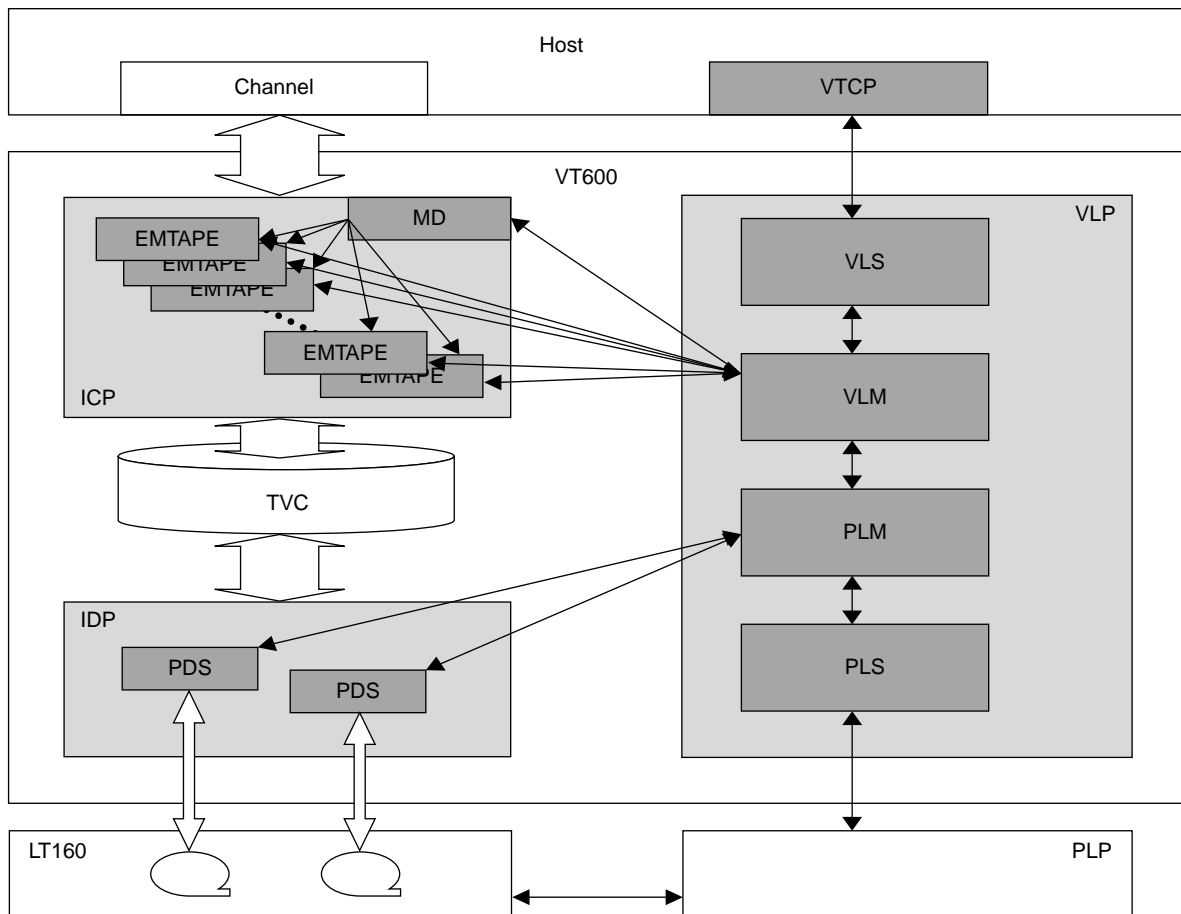 Host
Channel
VTCP
VT600
MD
VLP
EMTAPE
EMTAPE
EMTAPE
EMTAPE
EMTAPE
ICP
VLS
VLM
TVC
PLM
IDP
PDS
PDS
PLS
LT160
PLP